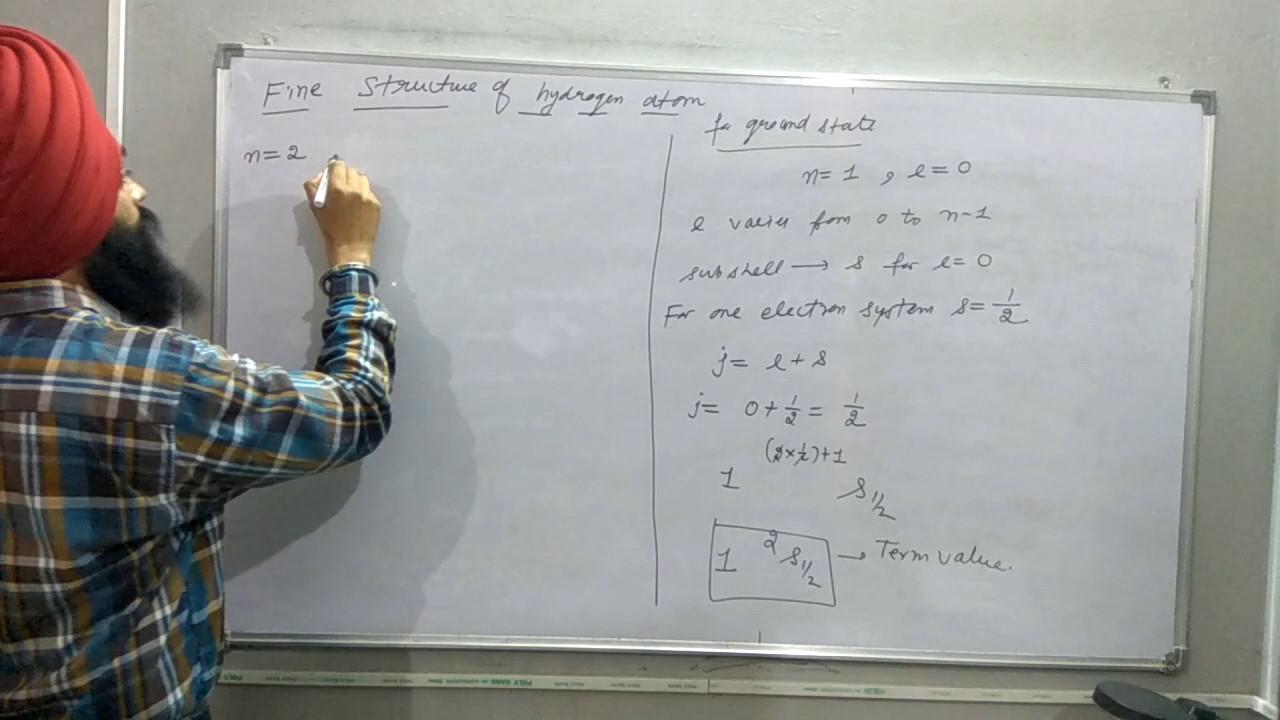 Fine Structure of hydrogen atom
n=2
for ground state
n= 1 , l=0
l varies from 0 to n-1
subshell → s for l=0
For one electron system s= 1/2
j= l+s
j= 0+1/2= 1/2
(2×1/2)+1
1 S1/2
1 ²S1/2 → Term value.